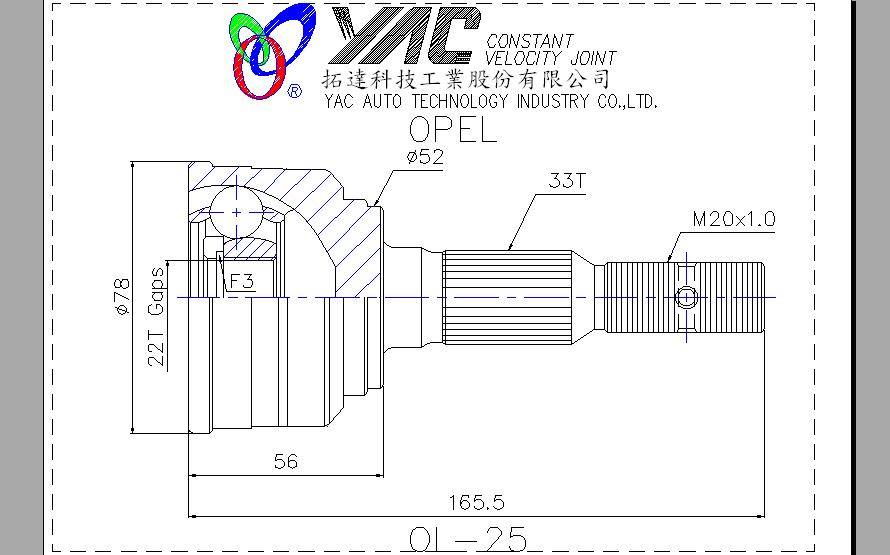 YAC CONSTANT
VELOCITY JOINT
®
拓達科技工業股份有限公司
YAC AUTO TECHNOLOGY INDUSTRY CO.,LTD.
OPEL
ø52
33T
M20x1.0
F3
ø78
22T Gaps
56
165.5
OL-25